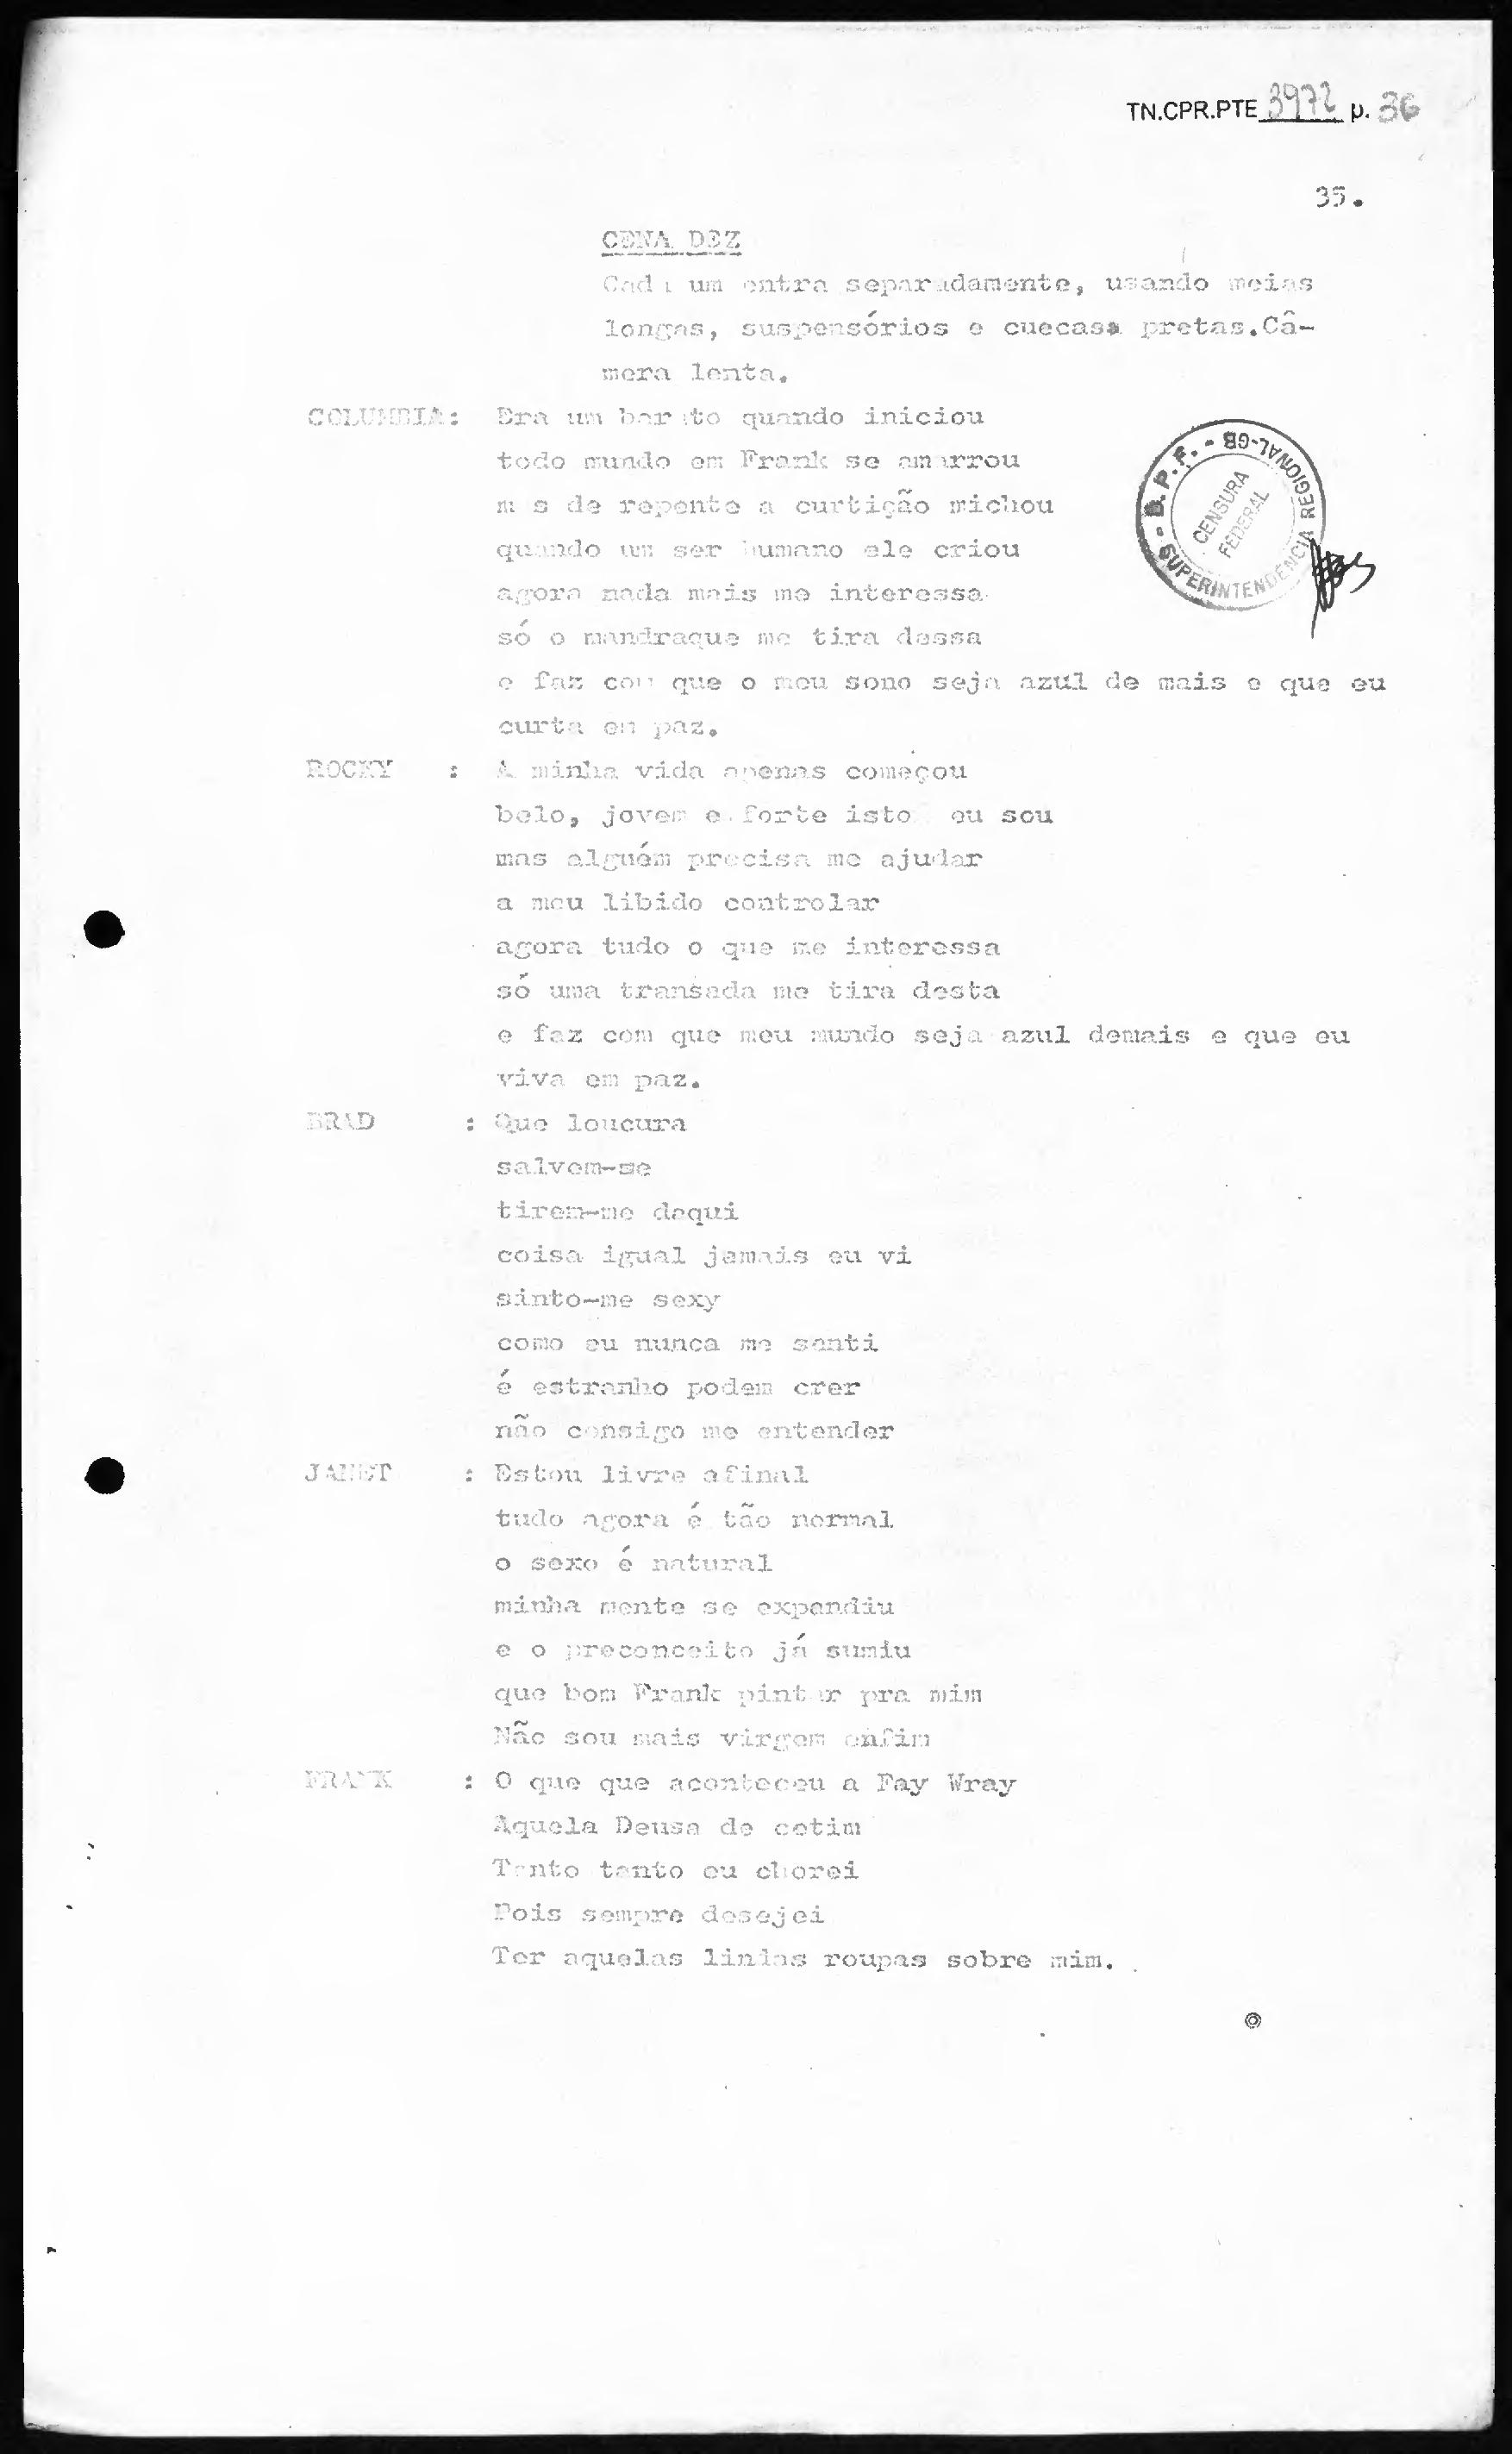 TN.CPR.PTE 3972 p. 36
35.
CENA DEZ
Cada um entra separadamente, usando meias
longas, suspensórios e cuecasa pretas.Câ-
mera lenta.
COLUMBIA: Era um barato quando iniciou
todo mundo em Frank se amarrou
mas de repente a curtição michou
quando um ser humano ele criou
agora nada mais me interessa
só o mandraque me tira dessa
e faz com que o meu sono seja azul de mais e que eu
curta em paz.
ROCKY : A minha vida apenas começou
belo, jovem e forte isto eu sou
mas alguém precisa me ajudar
a meu libido controlar
agora tudo o que me interessa
só uma transada me tira desta
e faz com que meu mundo seja azul demais e que eu
viva em paz.
BRAD : Que loucura
salvem-me
tirem-me daqui
coisa igual jamais eu vi
sinto-me sexy
como eu nunca me senti
é estranho podem crer
não consigo me entender
JANET : Estou livre afinal
tudo agora é tão normal
o sexo é natural
minha mente se expandiu
e o preconceito já sumiu
que bom Frank pintar pra mim
Não sou mais virgem enfim
FRANK : O que que aconteceu a Fay Wray
Aquela Deusa de cetim
Tanto tanto eu chorei
Pois sempre desejei
Ter aquelas lindas roupas sobre mim.
- D.P.F. - SUPERINTENDÊNCIA REGIONAL-GB
CENSURA
FEDERAL